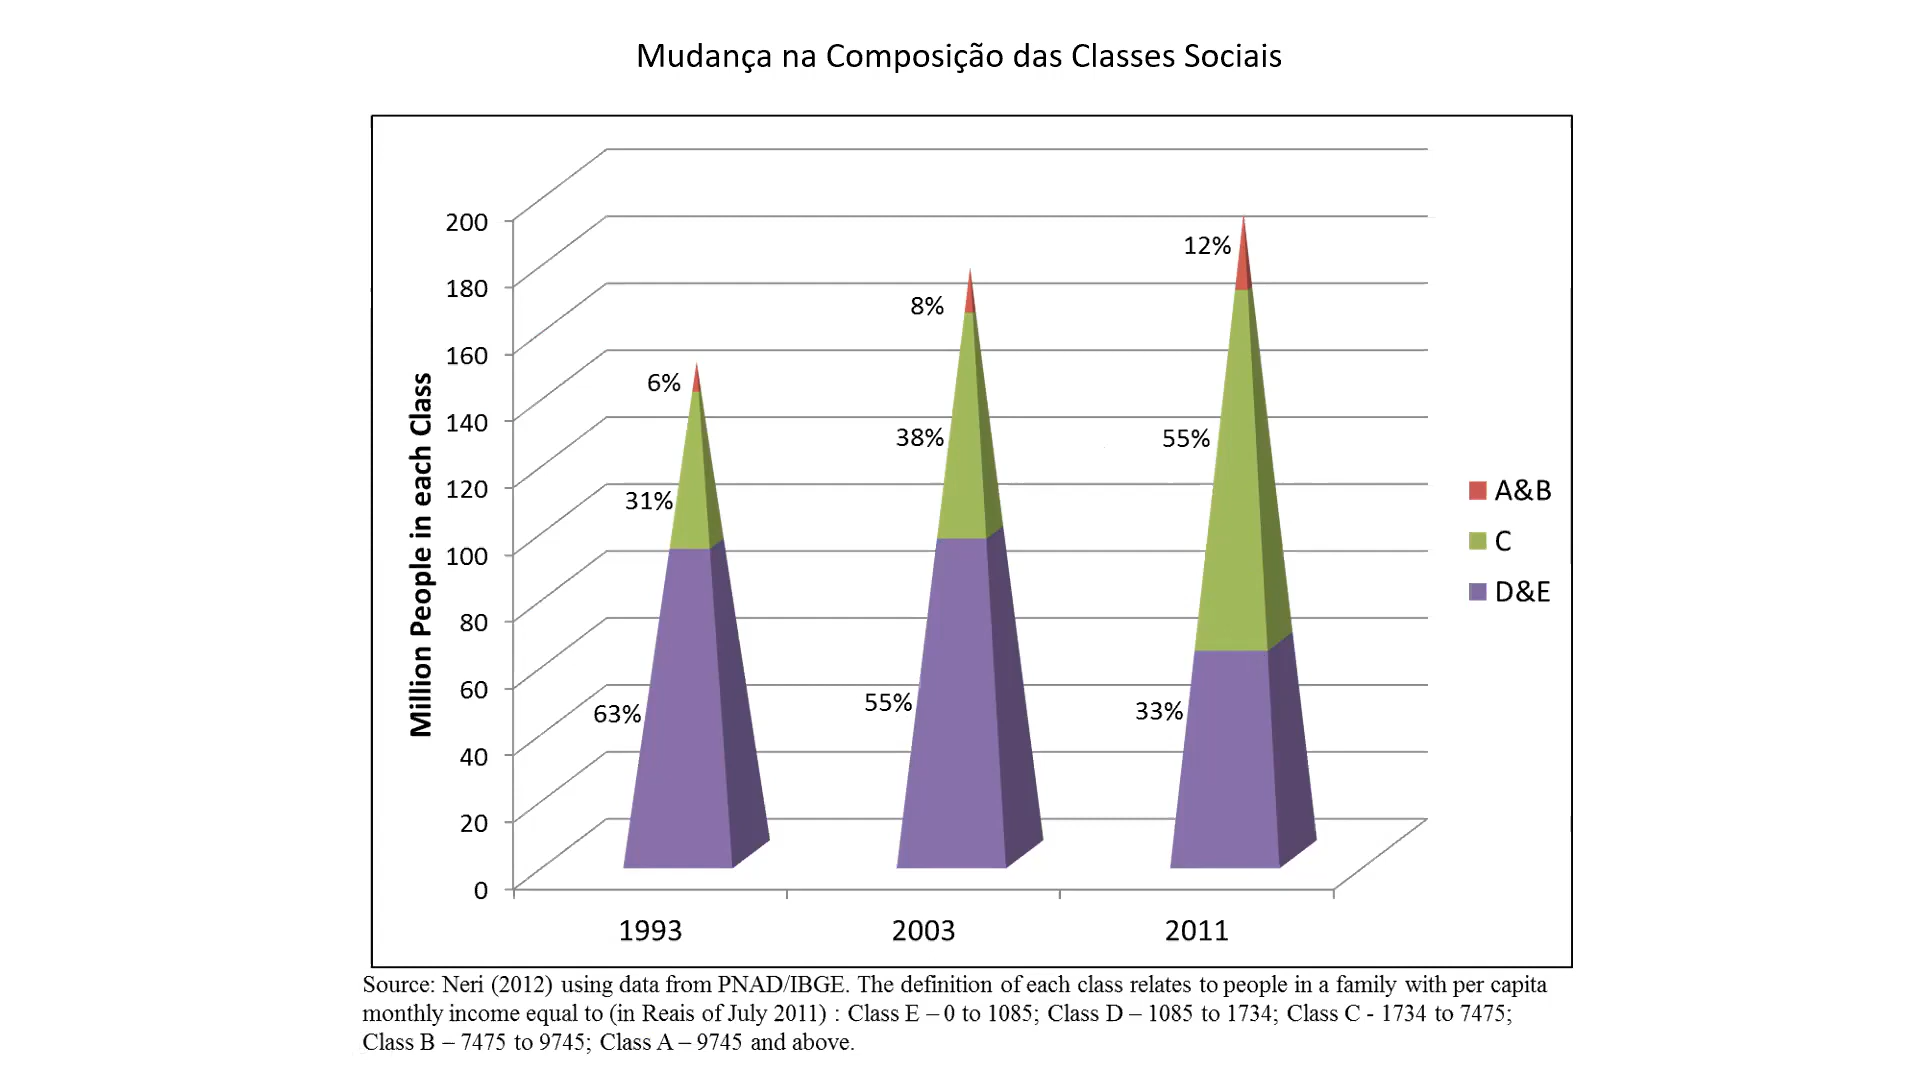 Mudança na Composição das Classes Sociais
200
180
160
140
120
100
80
60
40
20
0
Million People in each Class
6%
31%
63%
8%
38%
55%
12%
55%
33%
A&B
C
D&E
1993
2003
2011
Source: Neri (2012) using data from PNAD/IBGE. The definition of each class relates to people in a family with per capita
monthly income equal to (in Reais of July 2011) : Class E – 0 to 1085; Class D – 1085 to 1734; Class C - 1734 to 7475;
Class B – 7475 to 9745; Class A – 9745 and above.